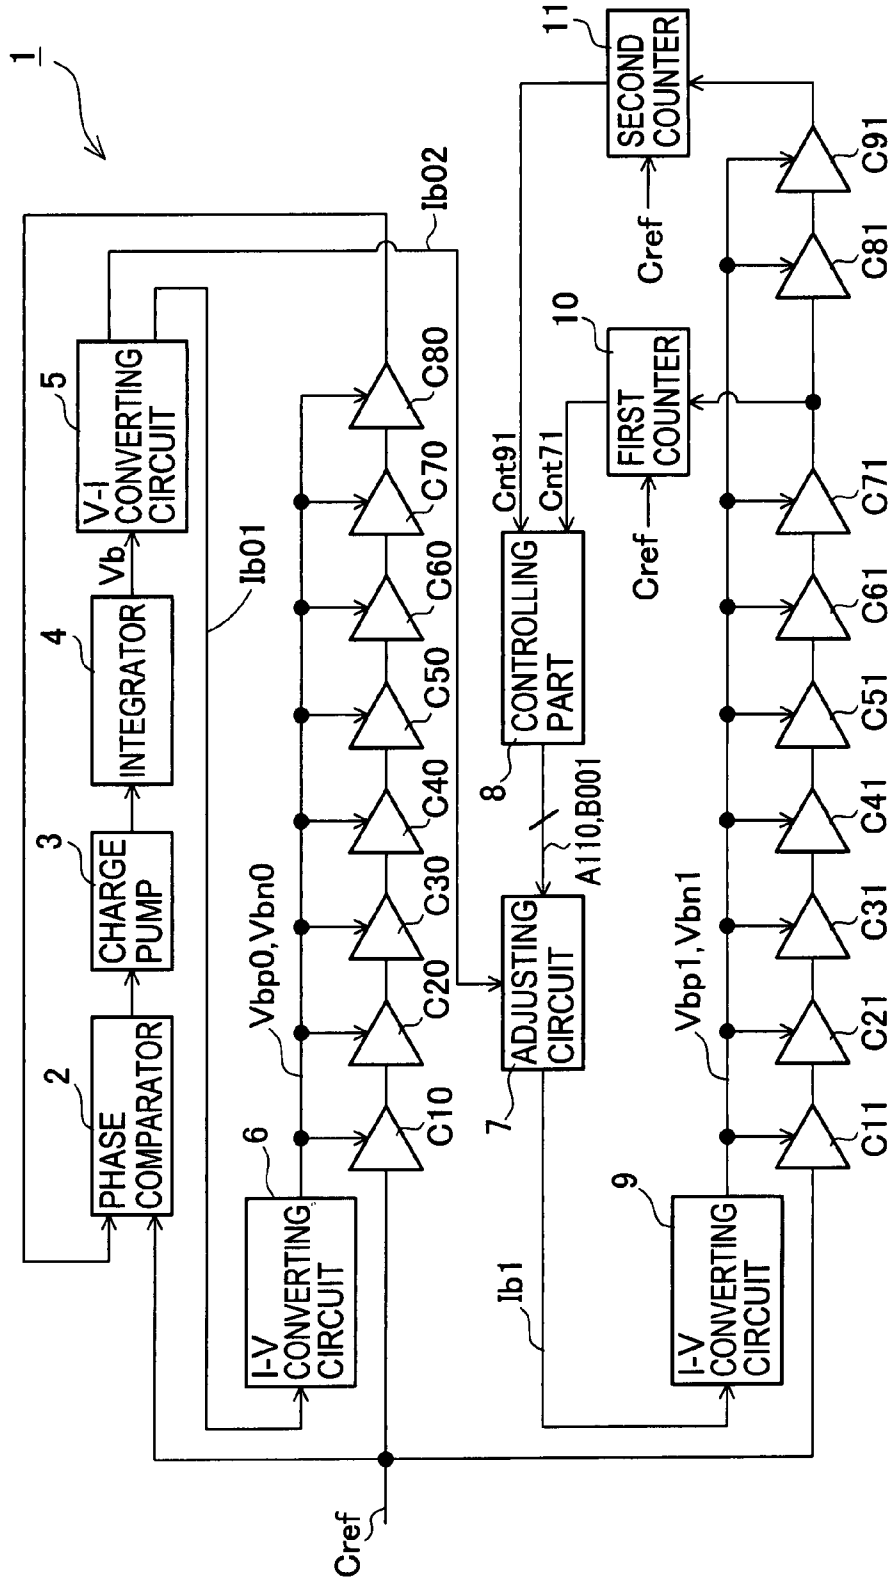 1
2
PHASE
COMPARATOR
3
CHARGE
PUMP
4
INTEGRATOR
Vb
5
V-I
CONVERTING
CIRCUIT
Ib01
Ib02
6
I-V
CONVERTING
CIRCUIT
Vbp0,Vbn0
C10
C20
C30
C40
C50
C60
C70
C80
Cref
7
ADJUSTING
CIRCUIT
A110,B001
8
CONTROLLING
PART
Cnt91
Cnt71
10
FIRST
COUNTER
Cref
11
SECOND
COUNTER
Cref
Ib1
9
I-V
CONVERTING
CIRCUIT
Vbp1,Vbn1
C11
C21
C31
C41
C51
C61
C71
C81
C91